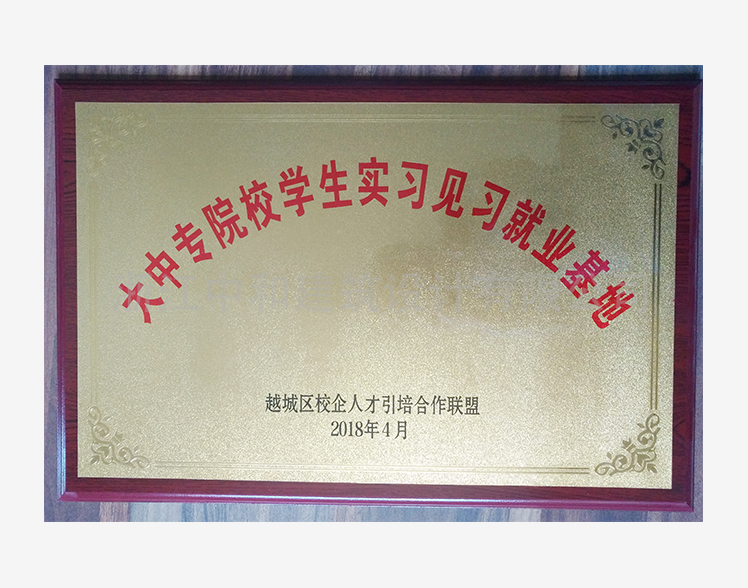 大中专院校学生实习见习就业基地
越城区校企人才引培合作联盟
2018年4月